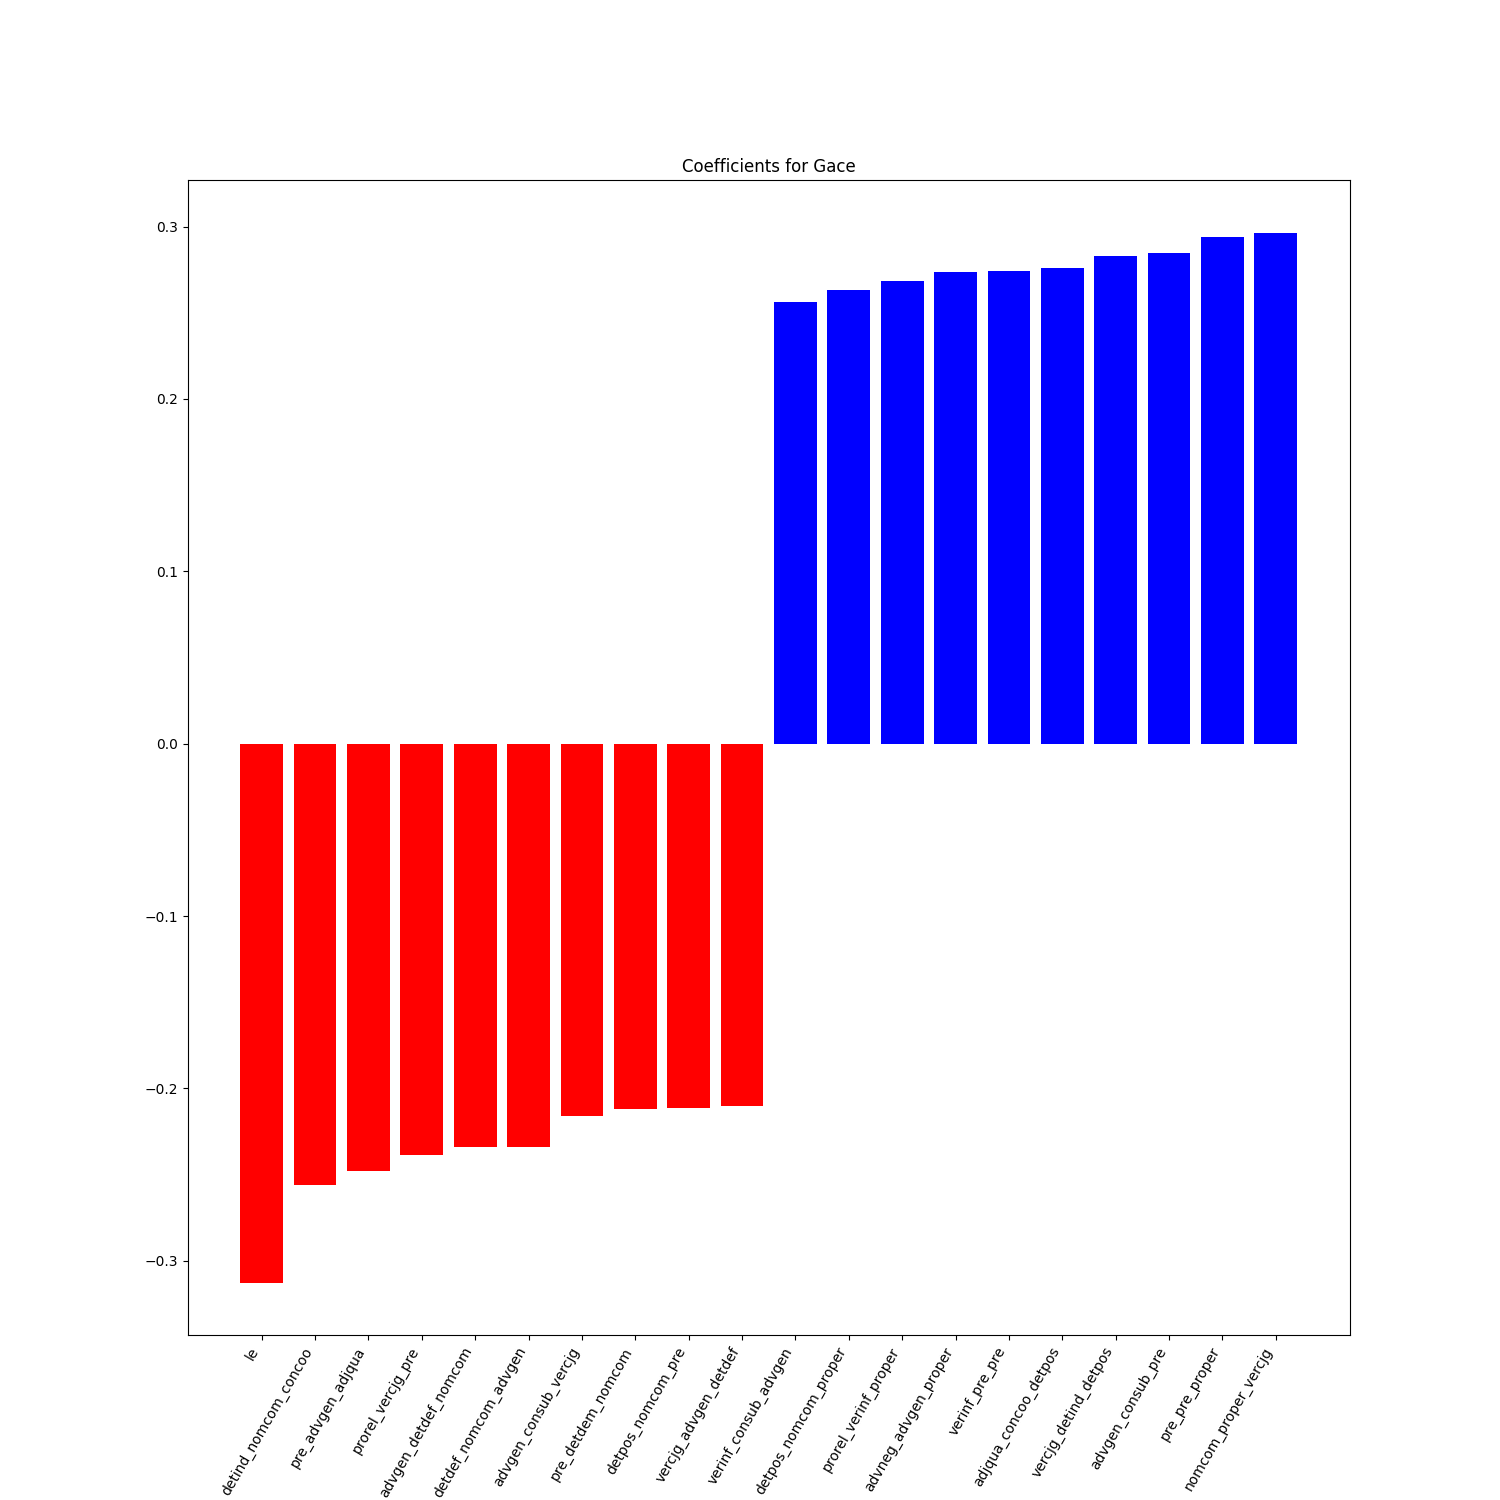 Coefficients for Gace
0.3
0.2
0.1
0.0
−0.1
−0.2
−0.3
le
detind_nomcom_concoo
pre_advgen_adjqua
prorel_vercjg_pre
advgen_detdef_nomcom
detdef_nomcom_advgen
advgen_consub_vercjg
pre_detdem_nomcom
detpos_nomcom_pre
vercjg_advgen_detdef
verinf_consub_advgen
detpos_nomcom_proper
prorel_verinf_proper
advneg_advgen_proper
verinf_pre_pre
adjqua_concoo_detpos
vercjg_detind_detpos
advgen_consub_pre
pre_pre_proper
nomcom_proper_vercjg